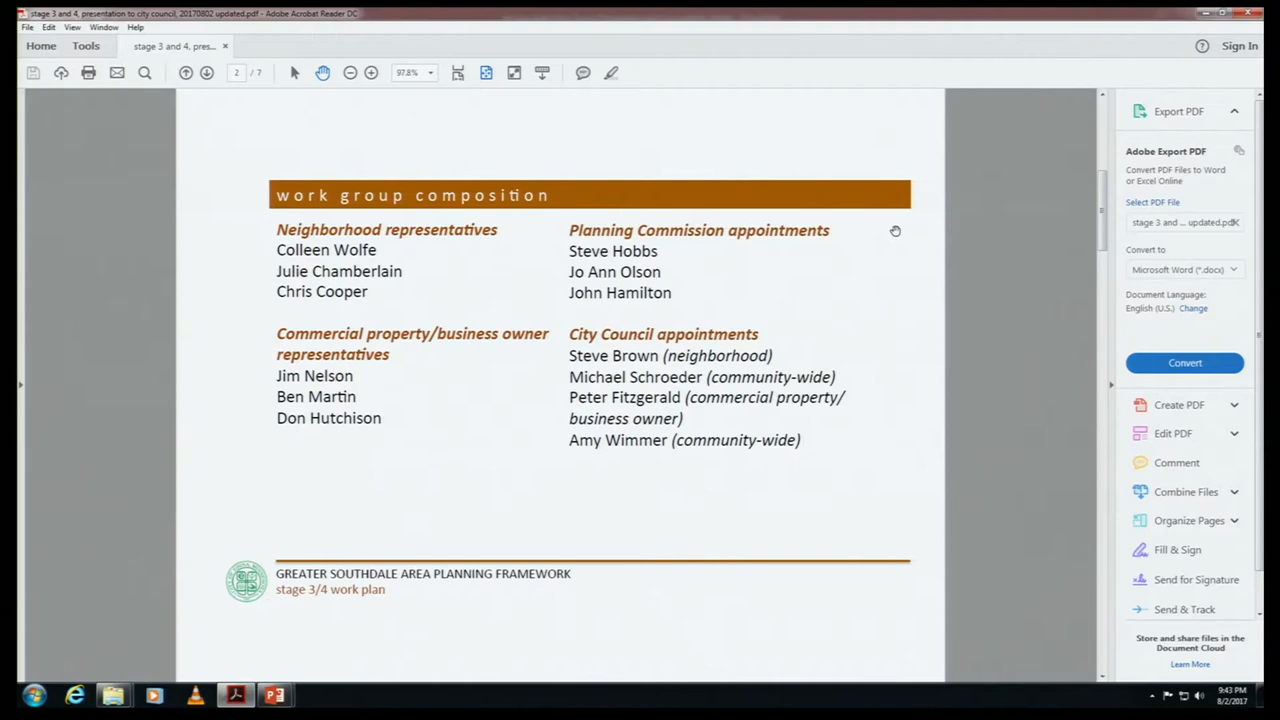 stage 3 and 4, presentation to city council, 20170802 updated.pdf - Adobe Acrobat Reader DC
File Edit View Window Help
Home Tools stage 3 and 4, pres... × Sign In
2 / 7 97.8%
work group composition
Neighborhood representatives
Colleen Wolfe
Julie Chamberlain
Chris Cooper
Commercial property/business owner
representatives
Jim Nelson
Ben Martin
Don Hutchison
Planning Commission appointments
Steve Hobbs
Jo Ann Olson
John Hamilton
City Council appointments
Steve Brown (neighborhood)
Michael Schroeder (community-wide)
Peter Fitzgerald (commercial property/
business owner)
Amy Wimmer (community-wide)
GREATER SOUTHDALE AREA PLANNING FRAMEWORK
stage 3/4 work plan
Export PDF
Adobe Export PDF
Convert PDF Files to Word
or Excel Online
Select PDF File
stage 3 and ... updated.pdf
Convert to
Microsoft Word (*.docx)
Document Language:
English (U.S.) Change
Convert
Create PDF
Edit PDF
Comment
Combine Files
Organize Pages
Fill & Sign
Send for Signature
Send & Track
Store and share files in the
Document Cloud
Learn More
9:43 PM
8/2/2017